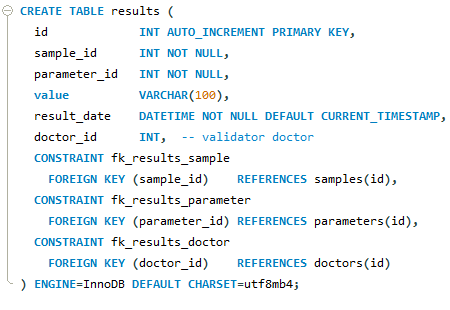 CREATE TABLE results (
id INT AUTO_INCREMENT PRIMARY KEY,
sample_id INT NOT NULL,
parameter_id INT NOT NULL,
value VARCHAR(100),
result_date DATETIME NOT NULL DEFAULT CURRENT_TIMESTAMP,
doctor_id INT, -- validator doctor
CONSTRAINT fk_results_sample
FOREIGN KEY (sample_id) REFERENCES samples(id),
CONSTRAINT fk_results_parameter
FOREIGN KEY (parameter_id) REFERENCES parameters(id),
CONSTRAINT fk_results_doctor
FOREIGN KEY (doctor_id) REFERENCES doctors(id)
) ENGINE=InnoDB DEFAULT CHARSET=utf8mb4;